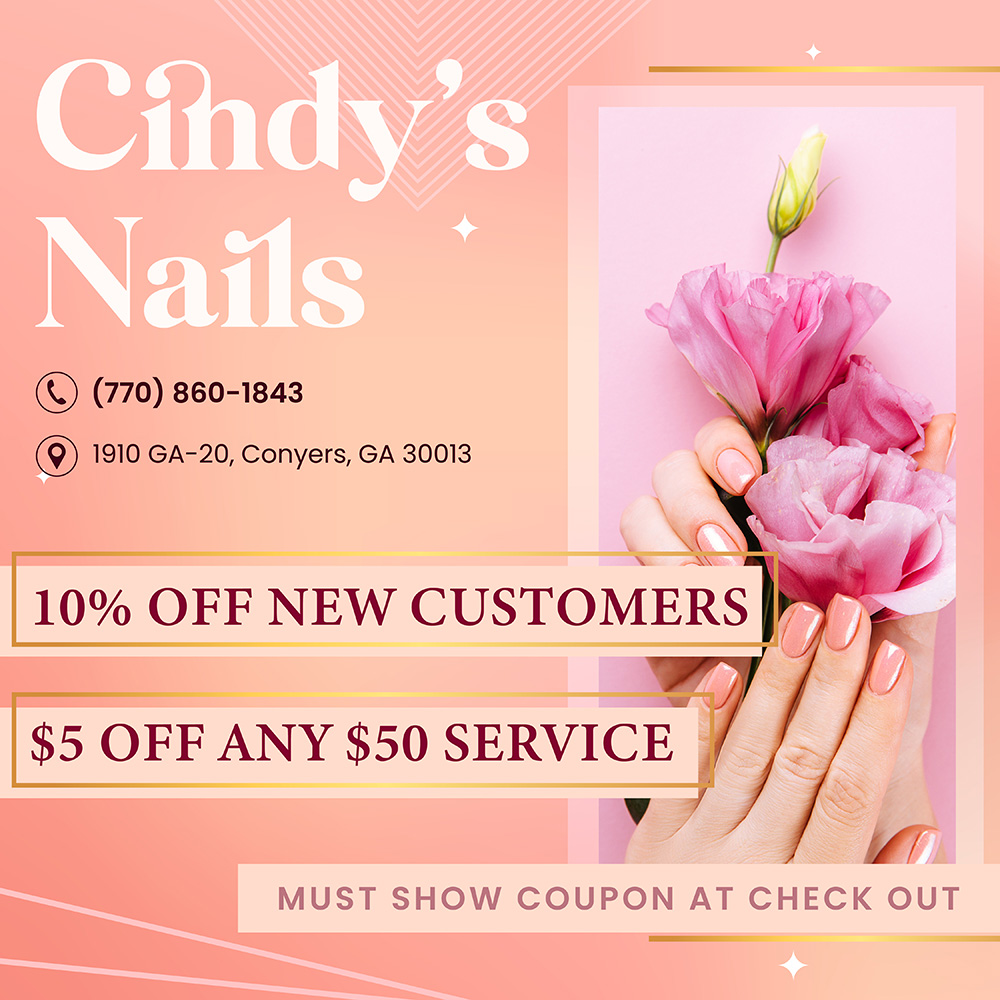 Cindy's
Nails
(770) 860-1843
1910 GA-20, Conyers, GA 30013
10% OFF NEW CUSTOMERS
$5 OFF ANY $50 SERVICE
MUST SHOW COUPON AT CHECK OUT